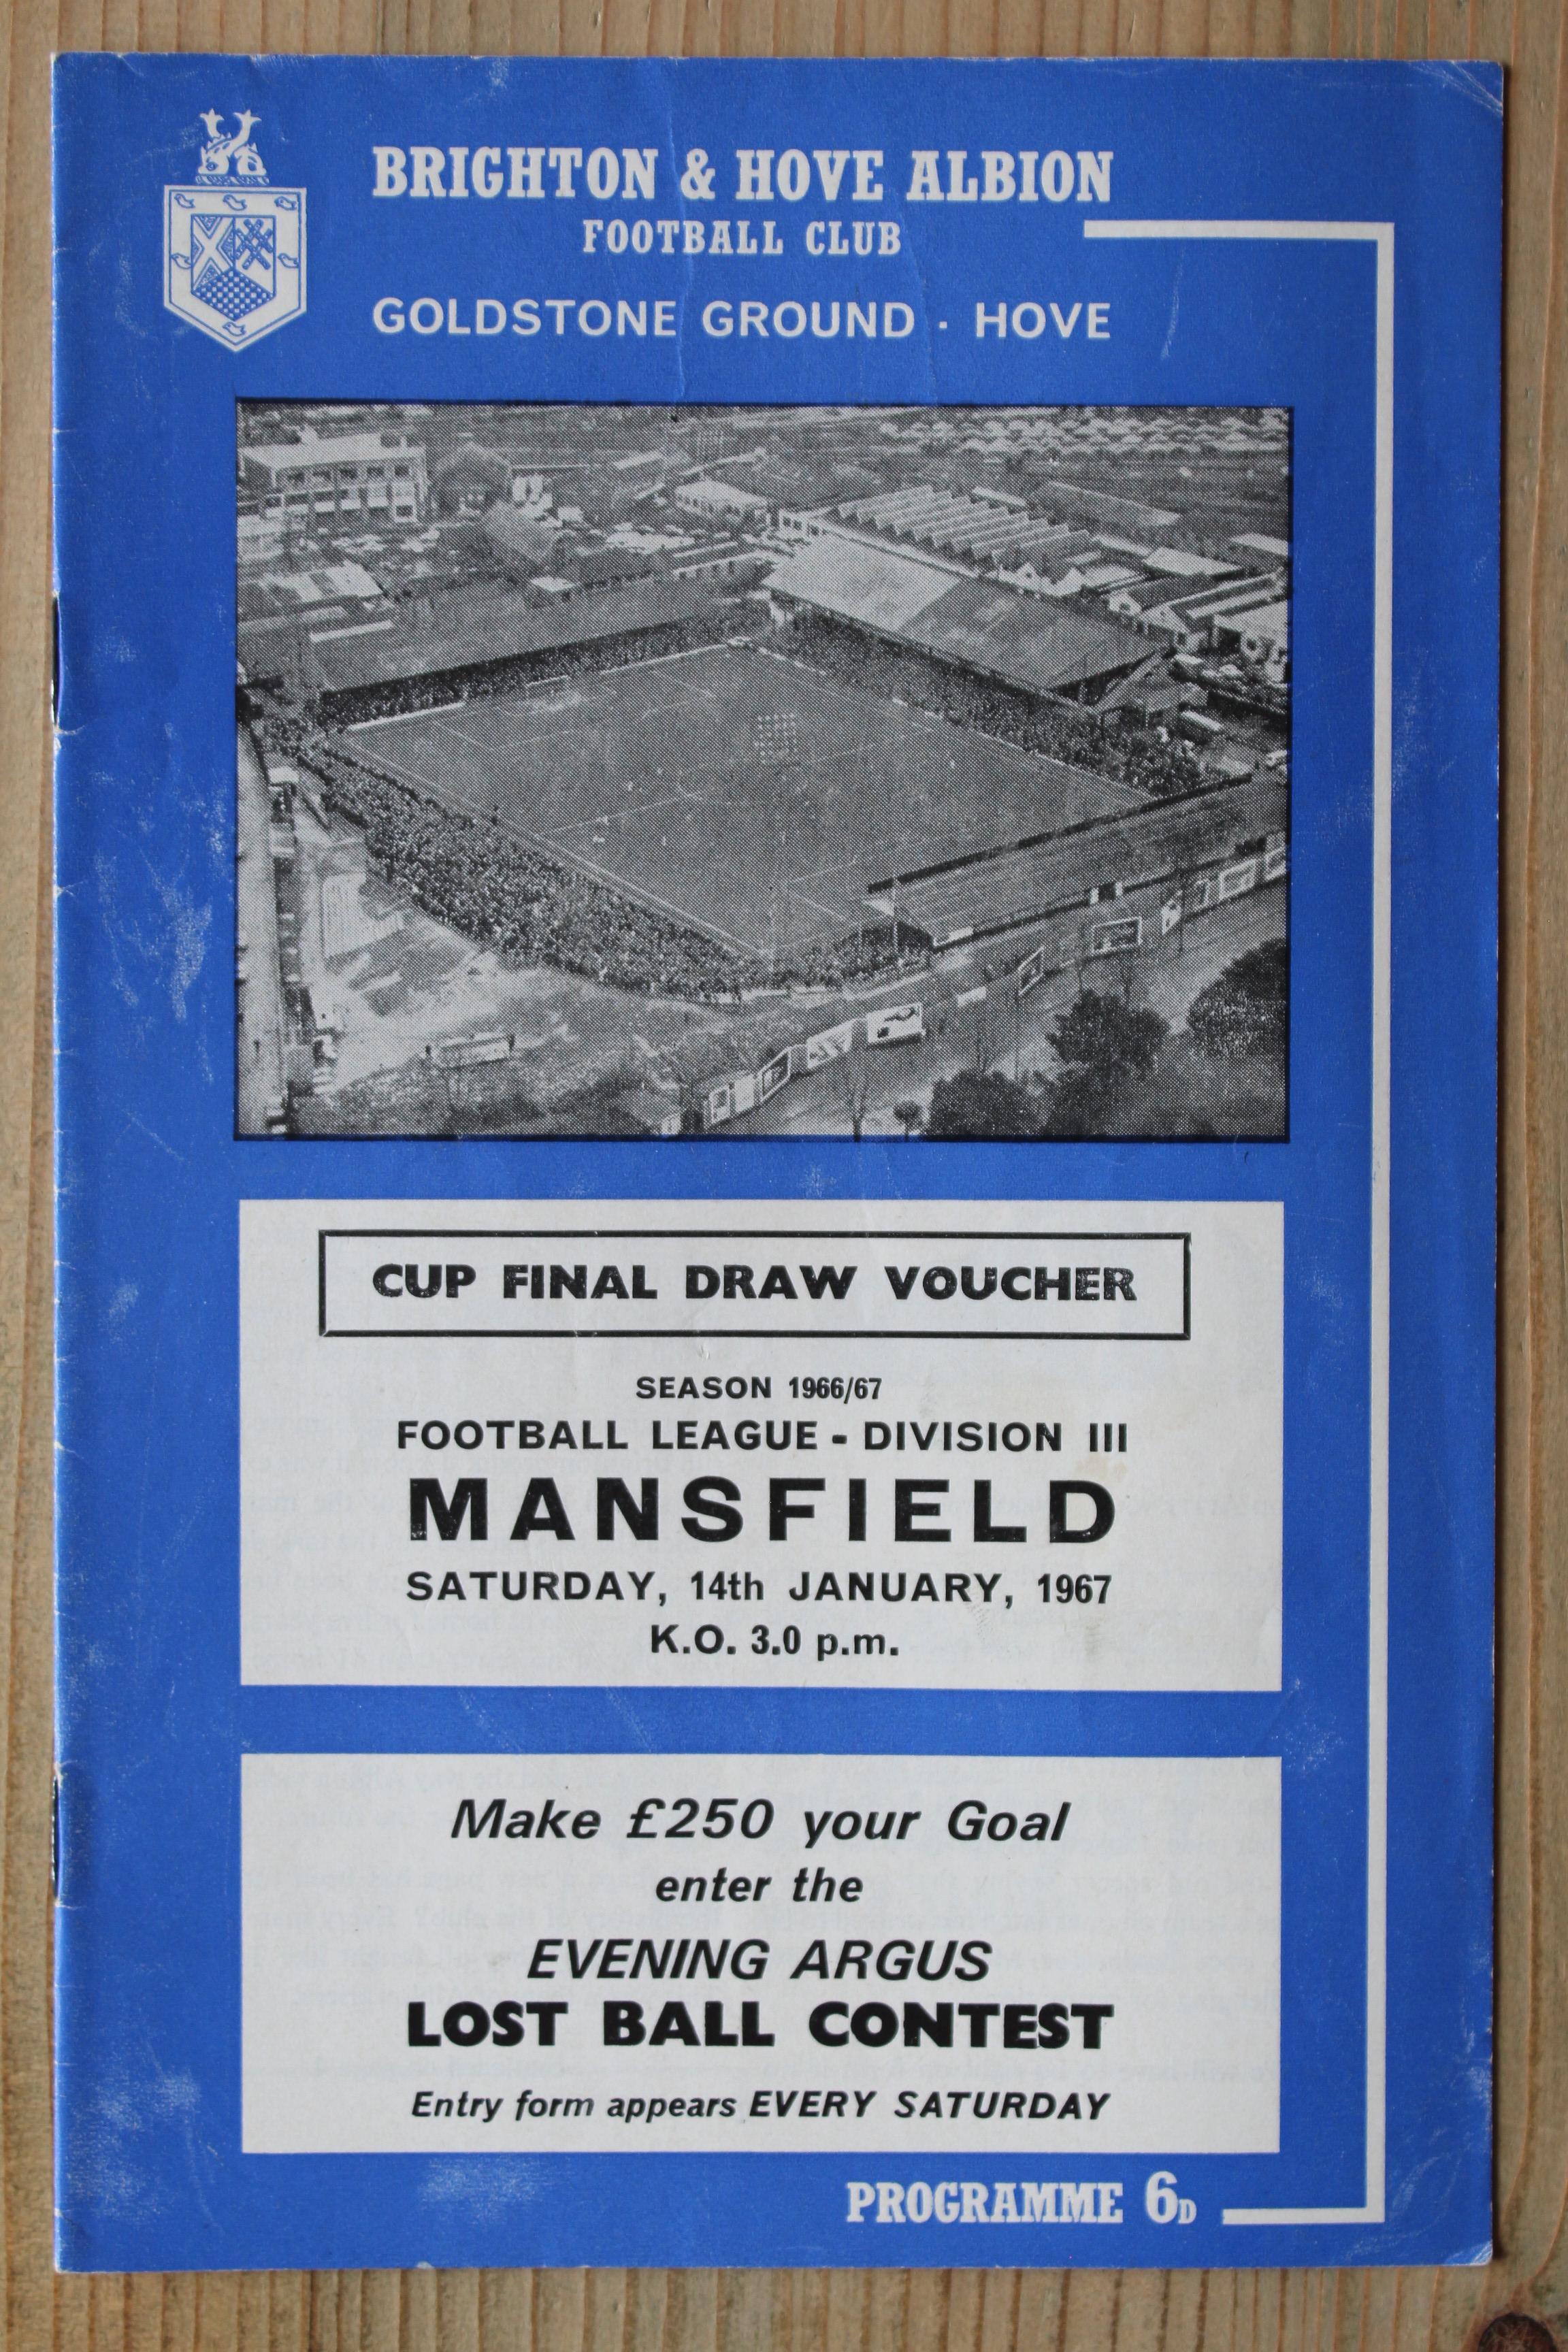 BRIGHTON & HOVE ALBION
FOOTBALL CLUB
GOLDSTONE GROUND · HOVE
CUP FINAL DRAW VOUCHER
SEASON 1966/67
FOOTBALL LEAGUE - DIVISION III
MANSFIELD
SATURDAY, 14th JANUARY, 1967
K.O. 3.0 p.m.
Make £250 your Goal
enter the
EVENING ARGUS
LOST BALL CONTEST
Entry form appears EVERY SATURDAY
PROGRAMME 6D